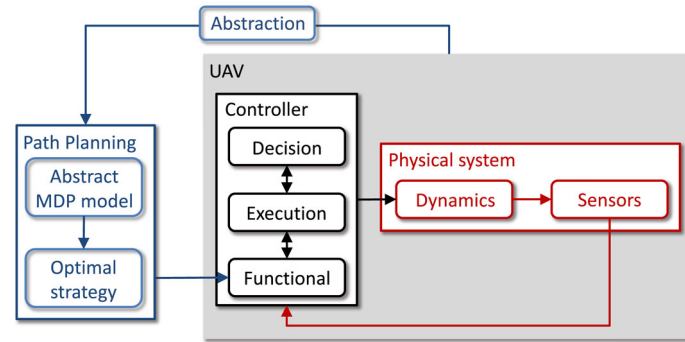 Abstraction
UAV
Controller
Path Planning
Decision
Physical system
Abstract
MDP model
Execution
Dynamics
Sensors
Optimal
strategy
Functional